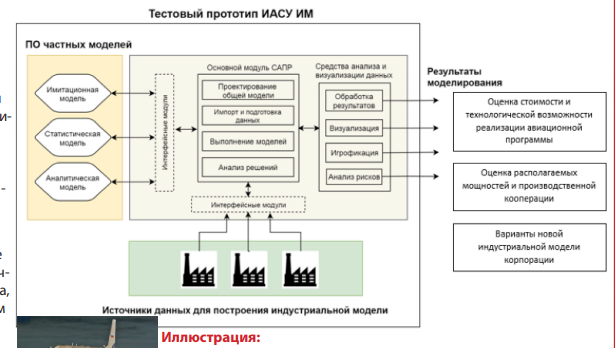 Тестовый прототип ИАСУ ИМ
ПО частных моделей
Имитационная
модель
Статистическая
модель
Аналитическая
модель
Интерфейсные модули
Основной модуль САПР
Проектирование
общей модели
Импорт и подготовка
данных
Выполнение моделей
Анализ решений
Интерфейсные модули
Средства анализа и
визуализации данных
Обработка
результатов
Визуализация
Игрофикация
Анализ рисков
Результаты
моделирования
Оценка стоимости и
технологической возможности
реализации авиационной
программы
Оценка располагаемых
мощностей и производственной
кооперации
Варианты новой
индустриальной модели
корпорации
Источники данных для построения индустриальной модели
Иллюстрация: